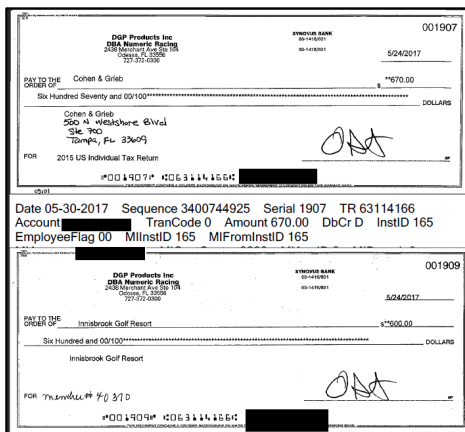 001907
DGP Products Inc
DBA Numeric Racing
2438 Merchant Ave Ste 104
Odessa, FL 33556
727-372-0300
SYNOVUS BANK
63-1416/631
63-1416/631
5/24/2017
PAY TO THE
ORDER OF Cohen & Grieb $ **670.00
Six Hundred Seventy and 00/100
DOLLARS
Cohen & Grieb
500 N Westshore Blvd
Ste 700
Tampa, FL 33609
FOR 2015 US Individual Tax Return
⑈001907⑈ ⑆063114166⑆
Date 05-30-2017 Sequence 3400744925 Serial 1907 TR 63114166
Account TranCode 0 Amount 670.00 DbCr D InstID 165
EmployeeFlag 00 MIInstID 165 MIFromInstID 165
001909
DGP Products Inc
DBA Numeric Racing
2438 Merchant Ave Ste 104
Odessa, FL 33556
727-372-0300
SYNOVUS BANK
63-1416/631
63-1416/631
5/24/2017
PAY TO THE
ORDER OF Innisbrook Golf Resort $**600.00
Six Hundred and 00/100
DOLLARS
Innisbrook Golf Resort
FOR member# 40370
⑈001909⑈ ⑆063114166⑆